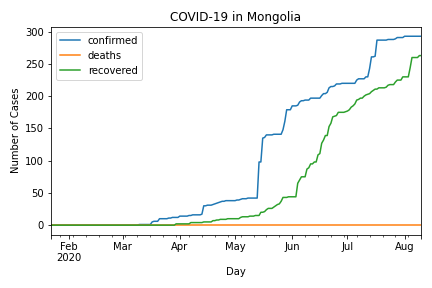 COVID-19 in Mongolia
confirmed
deaths
recovered
Number of Cases
300
250
200
150
100
50
0
Feb Mar Apr May Jun Jul Aug
2020
Day